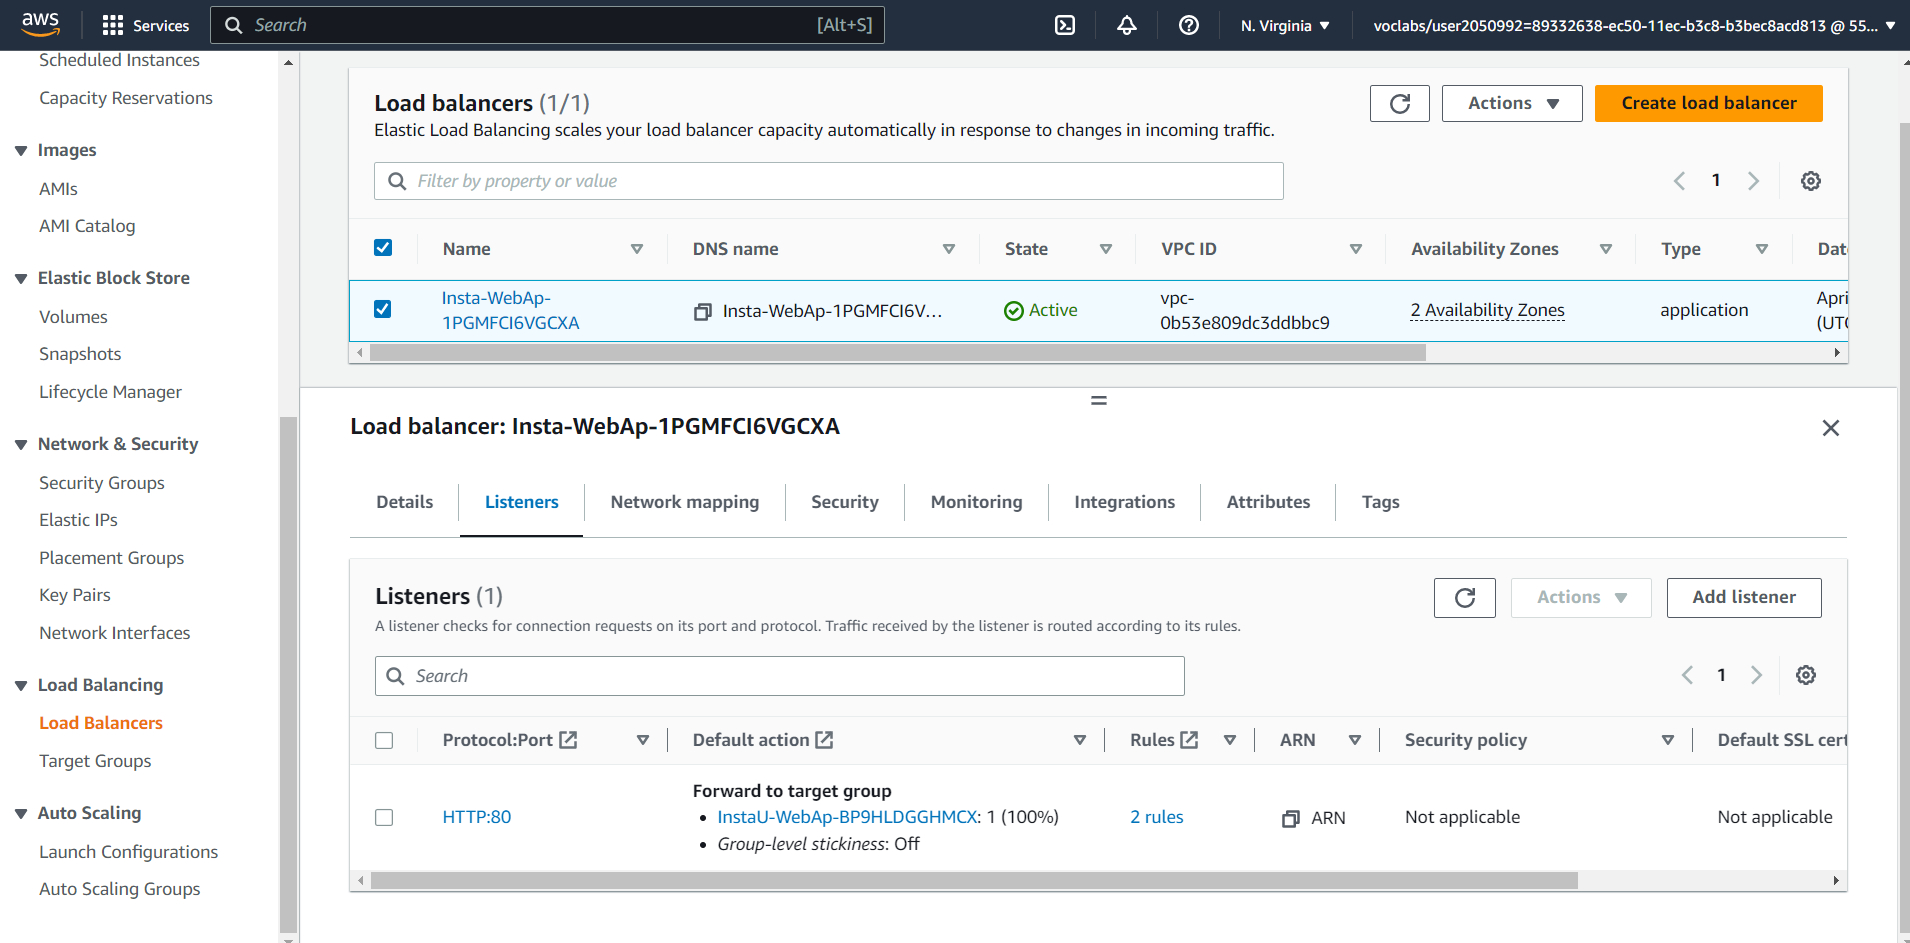 aws
Services
Search
[Alt+S]
N. Virginia
voclabs/user2050992=89332638-ec50-11ec-b3c8-b3bec8acd813 @ 55...
Scheduled Instances
Capacity Reservations
Images
AMIs
AMI Catalog
Elastic Block Store
Volumes
Snapshots
Lifecycle Manager
Network & Security
Security Groups
Elastic IPs
Placement Groups
Key Pairs
Network Interfaces
Load Balancing
Load Balancers
Target Groups
Auto Scaling
Launch Configurations
Auto Scaling Groups
Load balancers (1/1)
Elastic Load Balancing scales your load balancer capacity automatically in response to changes in incoming traffic.
Actions
Create load balancer
Filter by property or value
1
Name
DNS name
State
VPC ID
Availability Zones
Type
Dat
Insta-WebAp-
1PGMFCI6VGCXA
Insta-WebAp-1PGMFCI6V...
Active
vpc-
0b53e809dc3ddbbc9
2 Availability Zones
application
Apri
(UTC
Load balancer: Insta-WebAp-1PGMFCI6VGCXA
Details
Listeners
Network mapping
Security
Monitoring
Integrations
Attributes
Tags
Listeners (1)
A listener checks for connection requests on its port and protocol. Traffic received by the listener is routed according to its rules.
Actions
Add listener
Search
1
Protocol:Port
Default action
Rules
ARN
Security policy
Default SSL cert
HTTP:80
Forward to target group
• InstaU-WebAp-BP9HLDGGHMCX: 1 (100%)
• Group-level stickiness: Off
2 rules
ARN
Not applicable
Not applicable